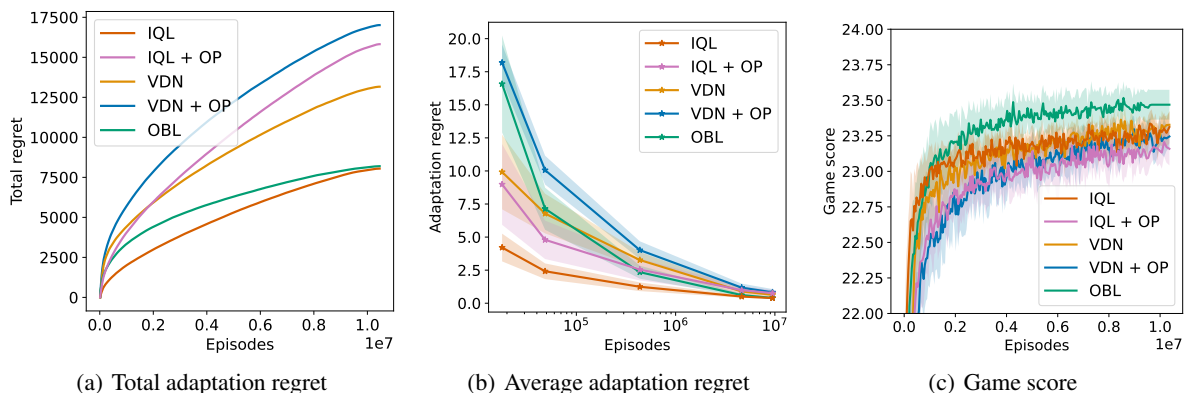 17500
15000
12500
10000
7500
5000
2500
0
Total regret
IQL
IQL + OP
VDN
VDN + OP
OBL
0.0 0.2 0.4 0.6 0.8 1.0
Episodes
1e7
(a) Total adaptation regret
20.0
17.5
15.0
12.5
10.0
7.5
5.0
2.5
0.0
Adaptation regret
IQL
IQL + OP
VDN
VDN + OP
OBL
10^5 10^6 10^7
Episodes
(b) Average adaptation regret
24.00
23.75
23.50
23.25
23.00
22.75
22.50
22.25
22.00
Game score
IQL
IQL + OP
VDN
VDN + OP
OBL
0.0 0.2 0.4 0.6 0.8 1.0
Episodes
1e7
(c) Game score